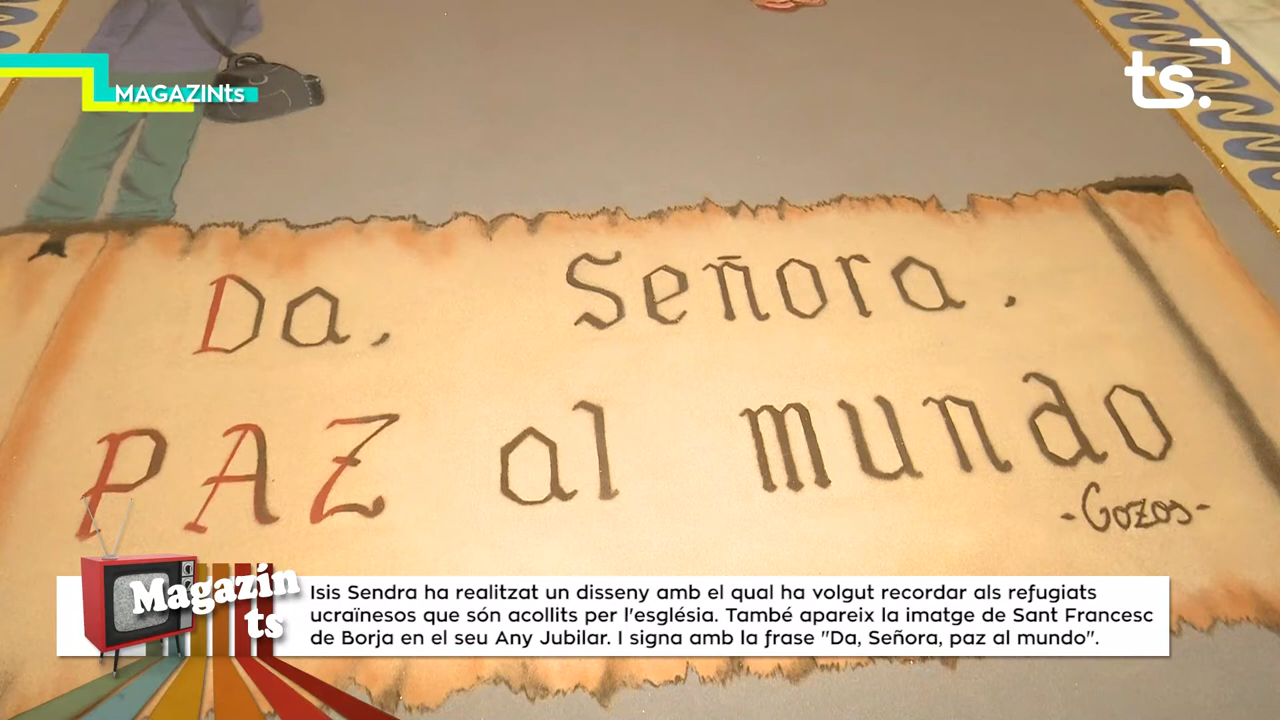 MAGAZINts
ts.
Da, Señora.
PAZ al mundo
-Gozos-
Magazín
ts
Isis Sendra ha realitzat un disseny amb el qual ha volgut recordar als refugiats
ucraïnesos que són acollits per l'església. També apareix la imatge de Sant Francesc
de Borja en el seu Any Jubilar. I signa amb la frase "Da, Señora, paz al mundo".